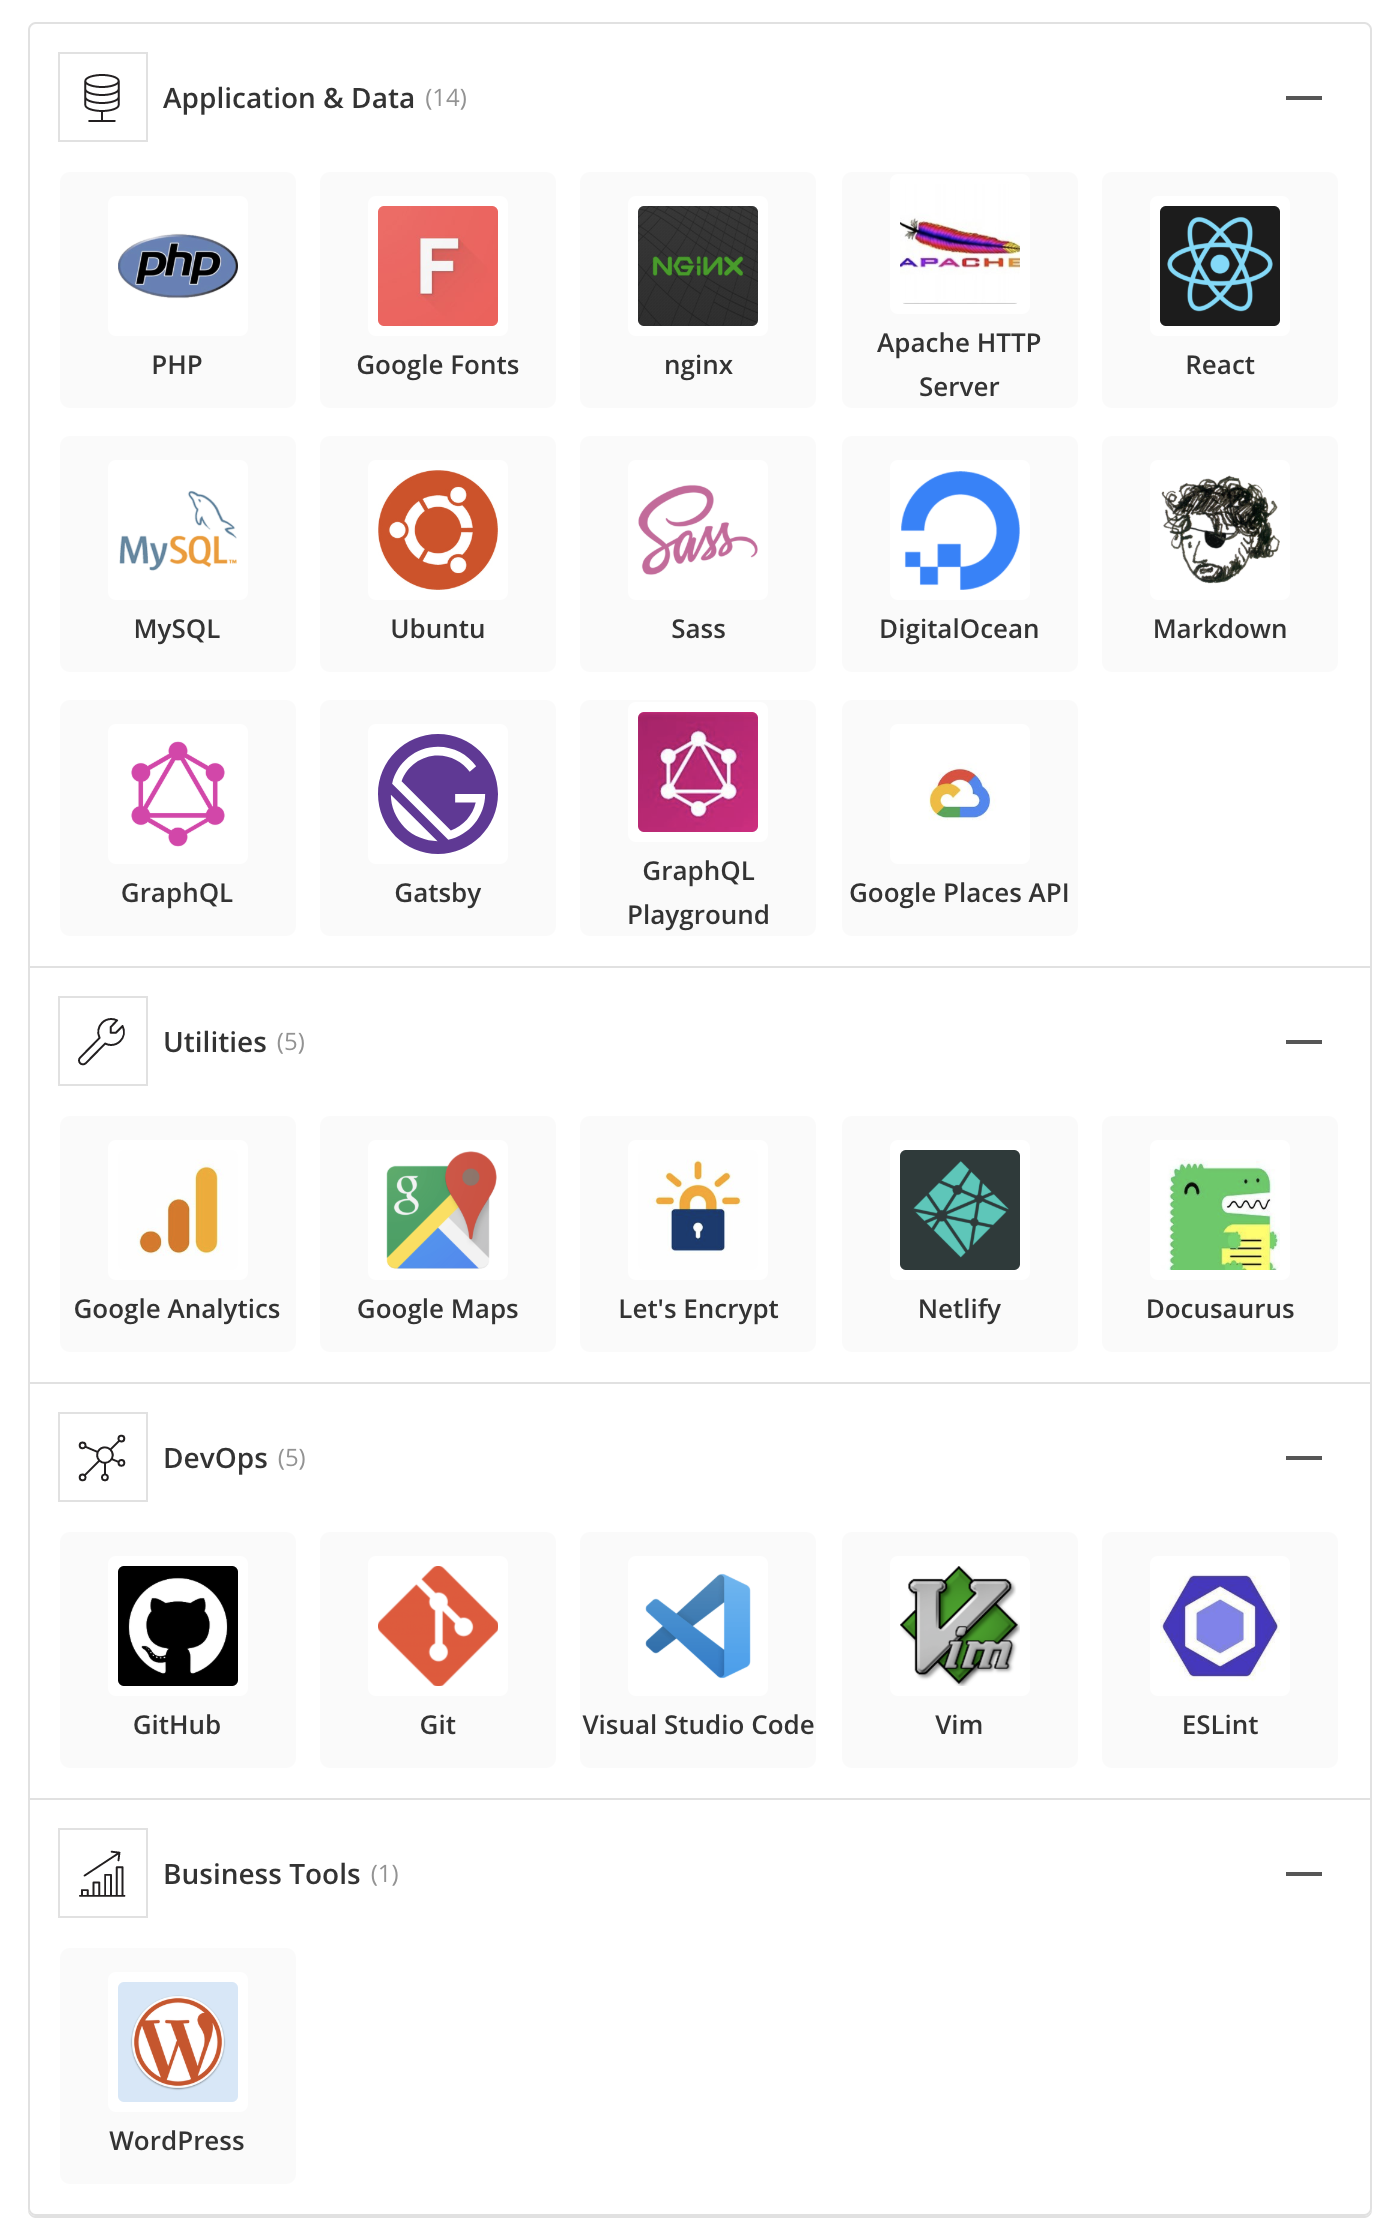 Application & Data (14)
php
F
NGINX
APACHE
PHP
Google Fonts
nginx
Apache HTTP
Server
React
MySQL™
Sass
MySQL
Ubuntu
Sass
DigitalOcean
Markdown
GraphQL
Gatsby
GraphQL
Playground
Google Places API
Utilities (5)
g
Google Analytics
Google Maps
Let's Encrypt
Netlify
Docusaurus
DevOps (5)
Vim
GitHub
Git
Visual Studio Code
Vim
ESLint
Business Tools (1)
W
WordPress